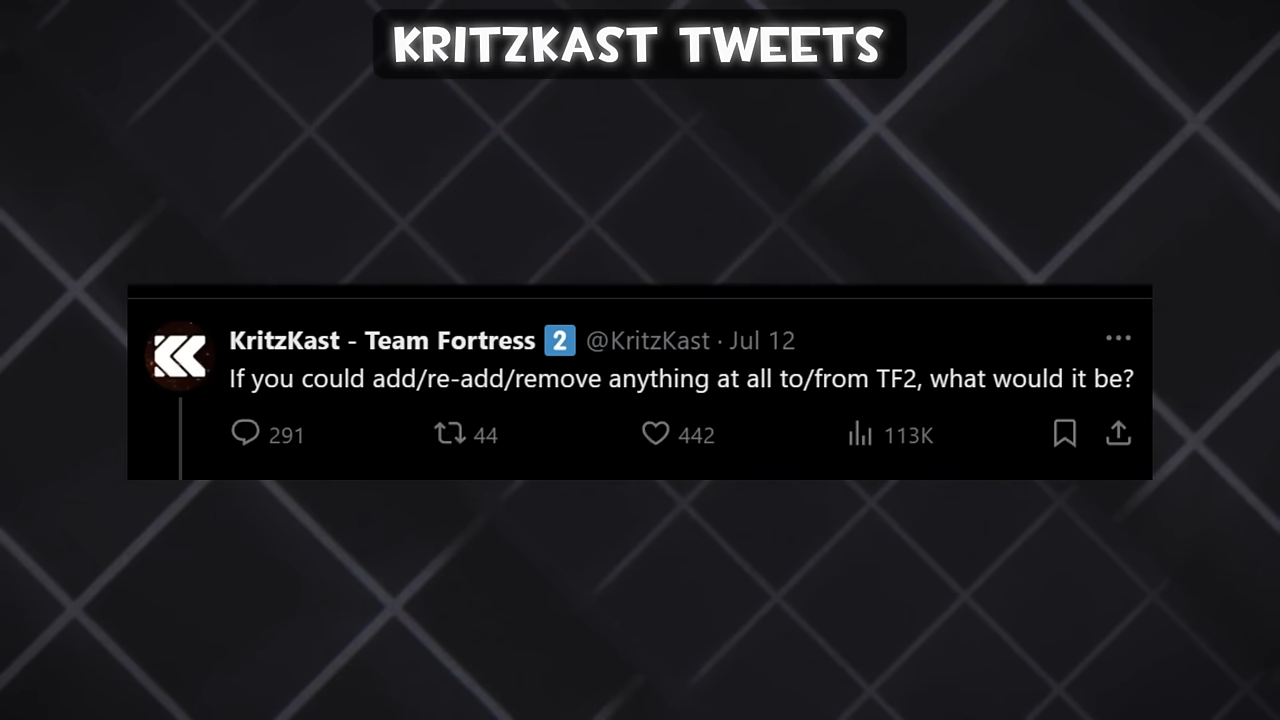 KRITZKAST TWEETS
KritzKast - Team Fortress 2️⃣ @KritzKast · Jul 12
If you could add/re-add/remove anything at all to/from TF2, what would it be?
291 44 442 113K